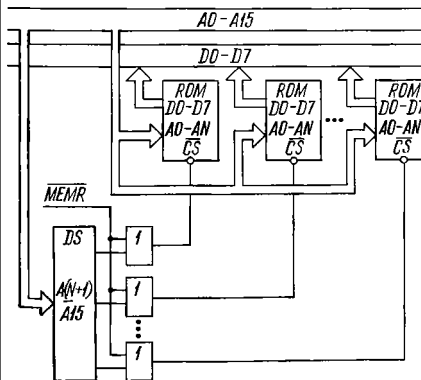 A0-A15
D0-D7
ROM
D0-D7
A0-AN
CS
ROM
D0-D7
A0-AN
CS
ROM
D0-D7
A0-AN
CS
MEMR
DS
A(N+1)
A15
1
1
1